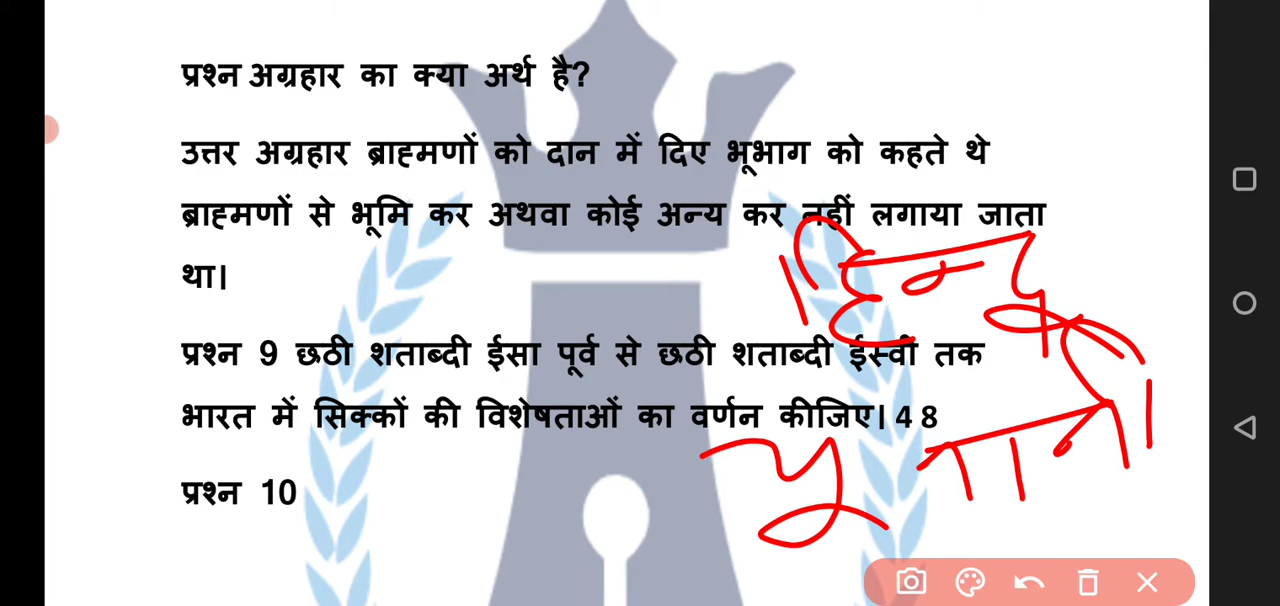 प्रश्न अग्रहार का क्या अर्थ है?
उत्तर अग्रहार ब्राह्मणों को दान में दिए भूभाग को कहते थे
ब्राह्मणों से भूमि कर अथवा कोई अन्य कर नहीं लगाया जाता
था।
प्रश्न 9 छठी शताब्दी ईसा पूर्व से छठी शताब्दी ईस्वी तक
भारत में सिक्कों की विशेषताओं का वर्णन कीजिए। 4 8
प्रश्न 10